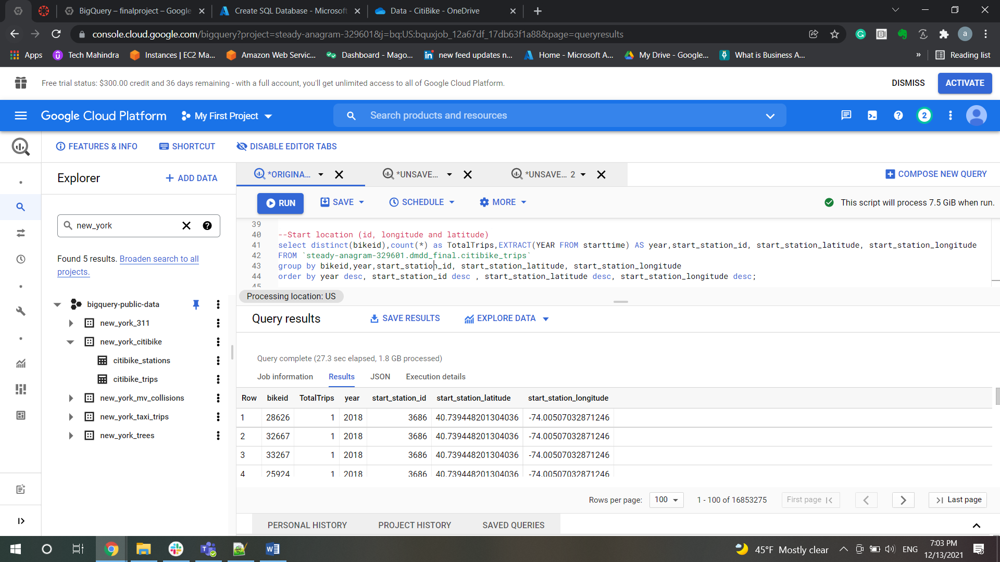 BigQuery – finalproject – Google
Create SQL Database - Microsoft
Data - CitiBike - OneDrive
console.cloud.google.com/bigquery?project=steady-anagram-329601&j=bq:US:bquxjob_12a67df_17db63f1a88&page=queryresults
a
Apps
Tech Mahindra
Instances | EC2 Ma...
Amazon Web Servic...
Dashboard - Mago...
new feed updates n...
Home - Microsoft A...
My Drive - Google...
What is Business A...
»
Reading list
Free trial status: $300.00 credit and 36 days remaining - with a full account, you'll get unlimited access to all of Google Cloud Platform.
DISMISS
ACTIVATE
Google Cloud Platform
My First Project
Search products and resources
2
FEATURES & INFO
SHORTCUT
DISABLE EDITOR TABS
Explorer
+ ADD DATA
*ORIGINA...
*UNSAVE...
*UNSAVE... 2
COMPOSE NEW QUERY
RUN
SAVE
SCHEDULE
MORE
This script will process 7.5 GiB when run.
new_york
Found 5 results. Broaden search to all
projects.
bigquery-public-data
new_york_311
new_york_citibike
citibike_stations
citibike_trips
new_york_mv_collisions
new_york_taxi_trips
new_york_trees
39
40 --Start location (id, longitude and latitude)
41 select distinct(bikeid),count(*) as TotalTrips,EXTRACT(YEAR FROM starttime) AS year,start_station_id, start_station_latitude, start_station_longitude
42 FROM `steady-anagram-329601.dmdd_final.citibike_trips`
43 group by bikeid,year,start_station_id, start_station_latitude, start_station_longitude
44 order by year desc, start_station_id desc , start_station_latitude desc, start_station_longitude desc;
45
Processing location: US
Query results
SAVE RESULTS
EXPLORE DATA
Query complete (27.3 sec elapsed, 1.8 GB processed)
Job information
Results
JSON
Execution details
Row bikeid TotalTrips year start_station_id start_station_latitude start_station_longitude
1 28626 1 2018 3686 40.739448201304036 -74.00507032871246
2 32667 1 2018 3686 40.739448201304036 -74.00507032871246
3 33267 1 2018 3686 40.739448201304036 -74.00507032871246
4 25924 1 2018 3686 40.739448201304036 -74.00507032871246
Rows per page: 100
1 - 100 of 16853275
First page
Last page
PERSONAL HISTORY
PROJECT HISTORY
SAVED QUERIES
45°F Mostly clear
ENG
7:03 PM
12/13/2021